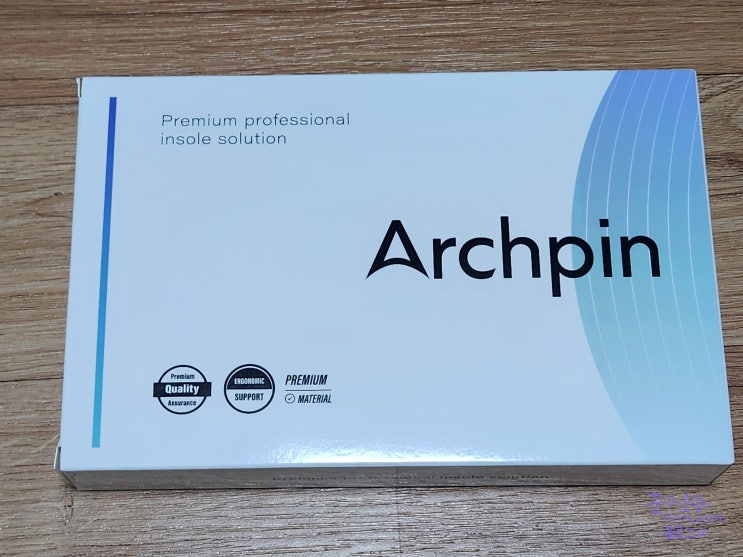 Premium professional
insole solution
Archpin
Premium
Quality
Assurance
ERGONOMIC
SUPPORT
PREMIUM
MATERIAL